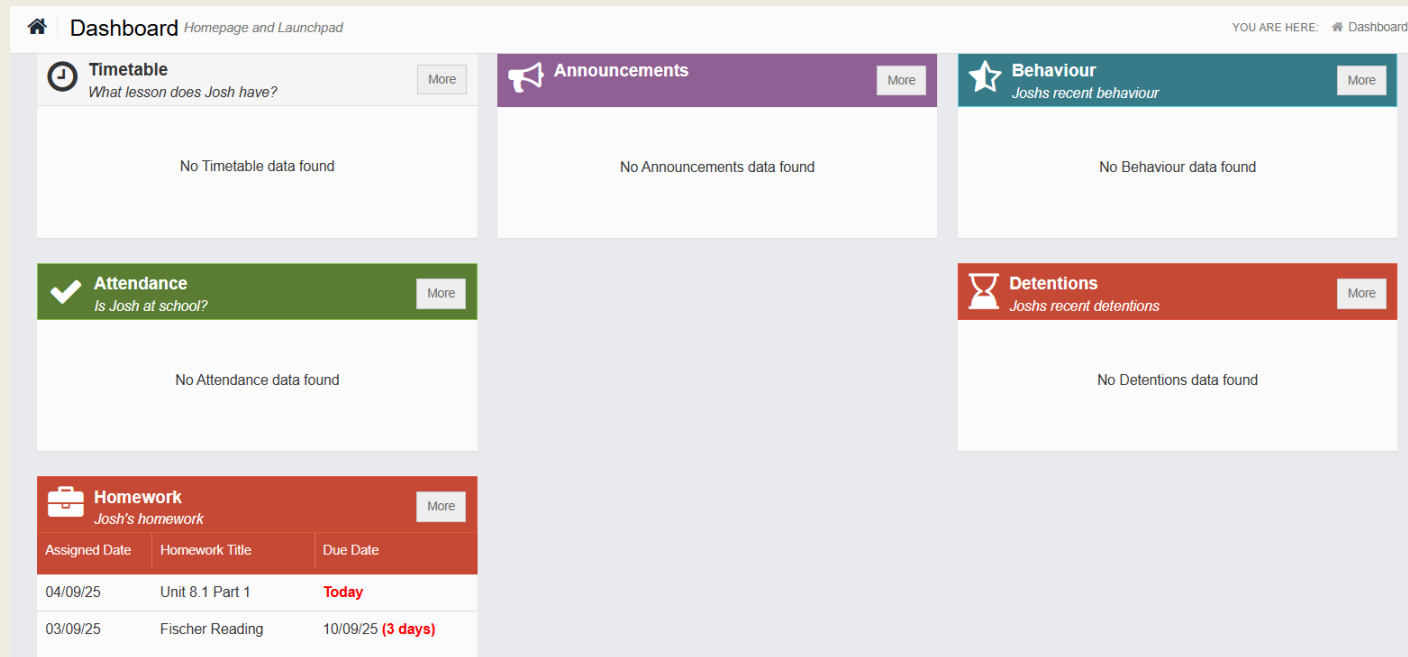 Dashboard Homepage and Launchpad
YOU ARE HERE: Dashboard
Timetable
What lesson does Josh have?
More
No Timetable data found
Announcements
More
No Announcements data found
Behaviour
Joshs recent behaviour
More
No Behaviour data found
Attendance
Is Josh at school?
More
No Attendance data found
Detentions
Joshs recent detentions
More
No Detentions data found
Homework
Josh's homework
More
Assigned Date Homework Title Due Date
04/09/25 Unit 8.1 Part 1 Today
03/09/25 Fischer Reading 10/09/25 (3 days)